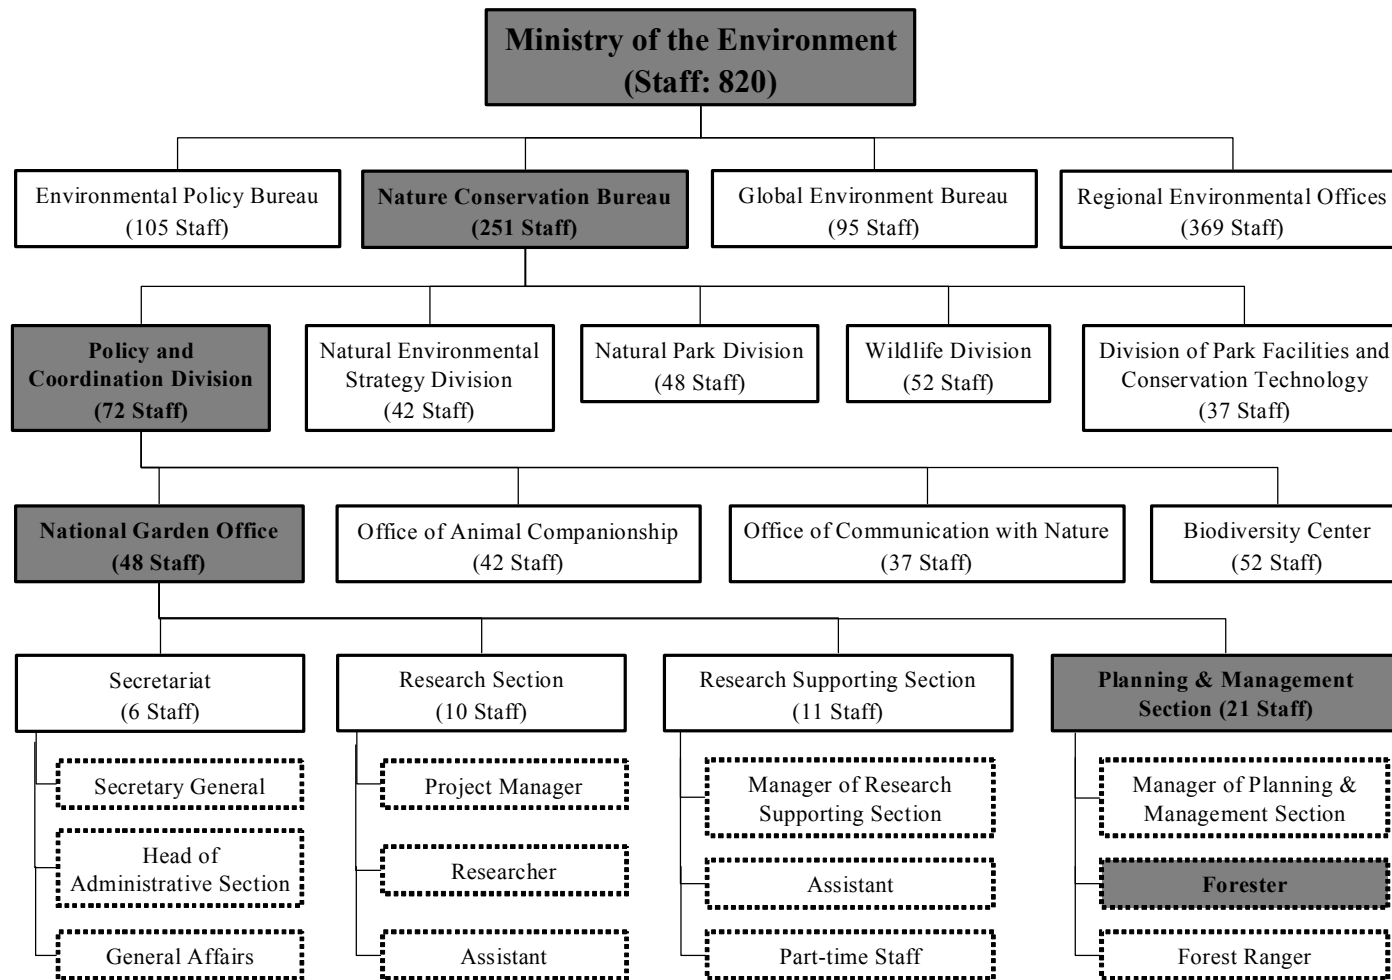 Ministry of the Environment
(Staff: 820)
Environmental Policy Bureau
(105 Staff)
Nature Conservation Bureau
(251 Staff)
Global Environment Bureau
(95 Staff)
Regional Environmental Offices
(369 Staff)
Policy and
Coordination Division
(72 Staff)
Natural Environmental
Strategy Division
(42 Staff)
Natural Park Division
(48 Staff)
Wildlife Division
(52 Staff)
Division of Park Facilities and
Conservation Technology
(37 Staff)
National Garden Office
(48 Staff)
Office of Animal Companionship
(42 Staff)
Office of Communication with Nature
(37 Staff)
Biodiversity Center
(52 Staff)
Secretariat
(6 Staff)
Research Section
(10 Staff)
Research Supporting Section
(11 Staff)
Planning & Management
Section (21 Staff)
Secretary General
Project Manager
Manager of Research
Supporting Section
Manager of Planning &
Management Section
Head of
Administrative Section
Researcher
Assistant
Forester
General Affairs
Assistant
Part-time Staff
Forest Ranger